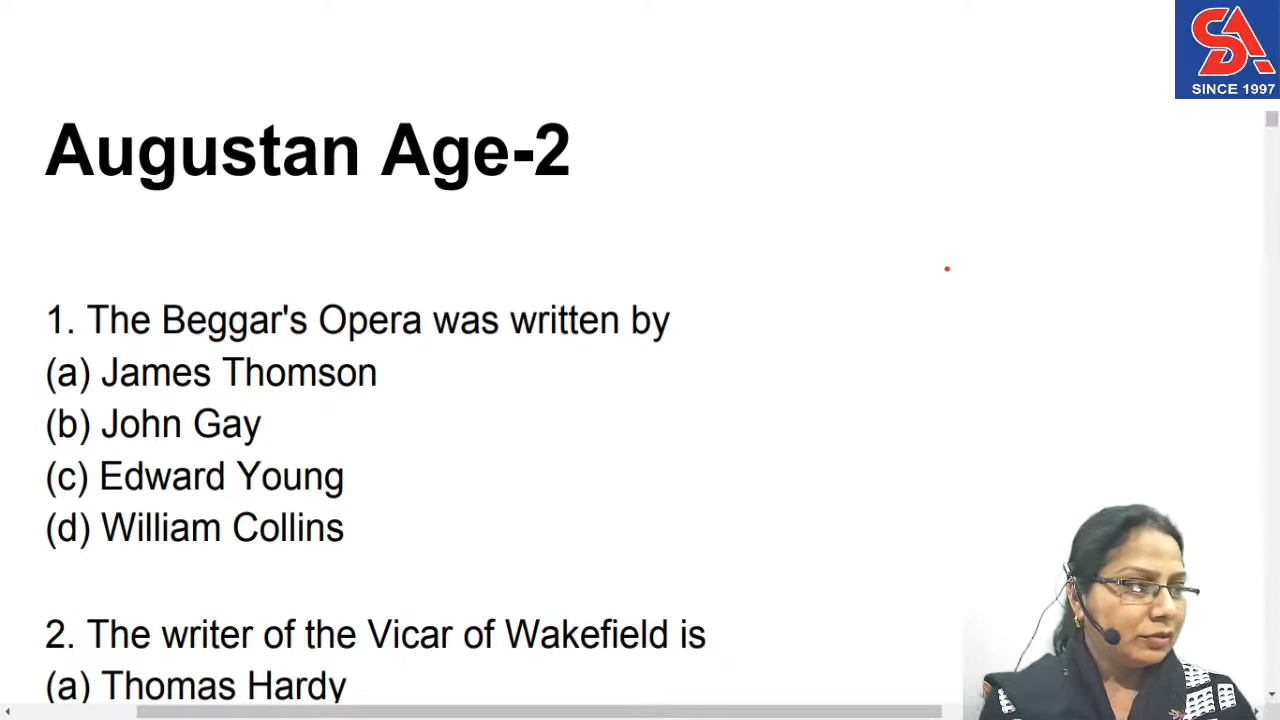 SDA
SINCE 1997
Augustan Age-2
1. The Beggar's Opera was written by
(a) James Thomson
(b) John Gay
(c) Edward Young
(d) William Collins
2. The writer of the Vicar of Wakefield is
(a) Thomas Hardy